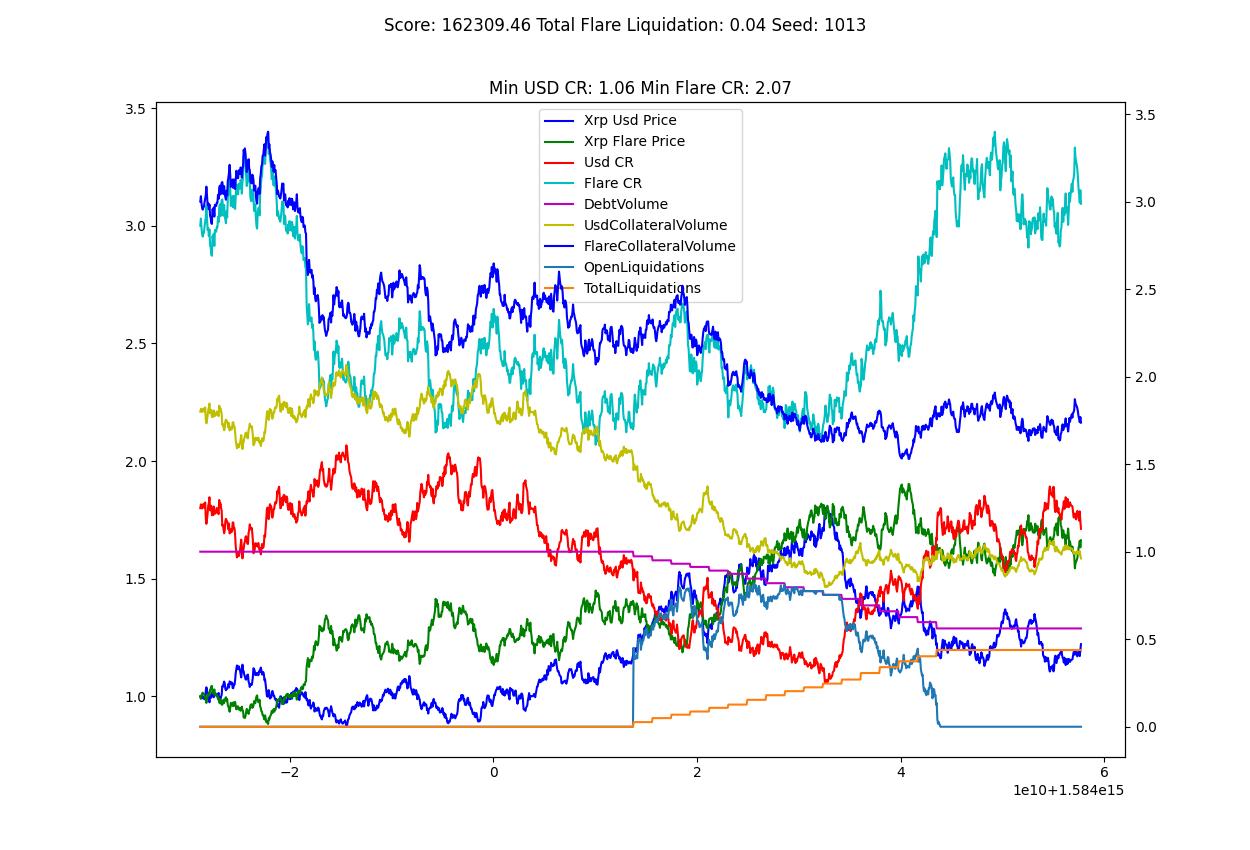 Score: 162309.46 Total Flare Liquidation: 0.04 Seed: 1013
Min USD CR: 1.06 Min Flare CR: 2.07
Xrp Usd Price
Xrp Flare Price
Usd CR
Flare CR
DebtVolume
UsdCollateralVolume
FlareCollateralVolume
OpenLiquidations
TotalLiquidations
3.5
3.0
2.5
2.0
1.5
1.0
3.5
3.0
2.5
2.0
1.5
1.0
0.5
0.0
−2
0
2
4
6
1e10+1.584e15